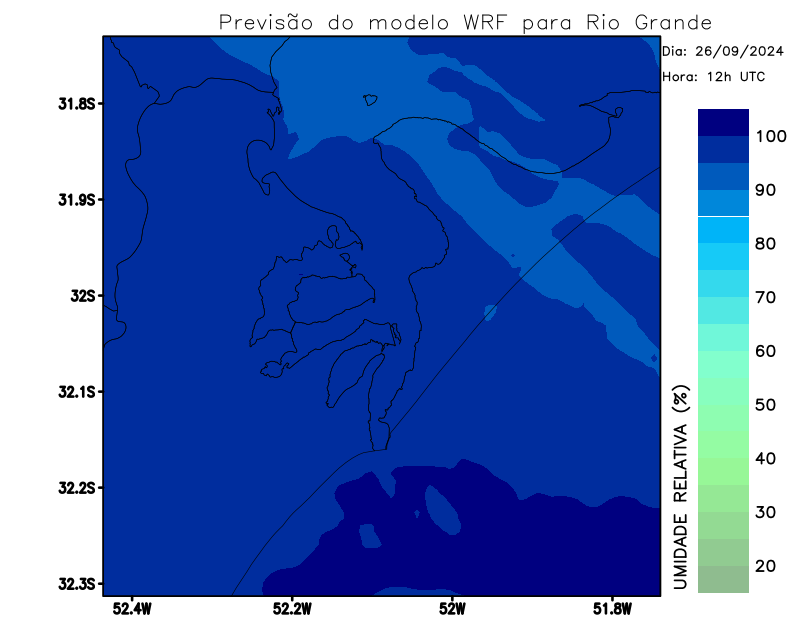 Previsão do modelo WRF para Rio Grande
Dia: 26/09/2024
Hora: 12h UTC
31.8S
31.9S
32S
32.1S
32.2S
32.3S
52.4W
52.2W
52W
51.8W
100
90
80
70
60
50
40
30
20
UMIDADE RELATIVA (%)